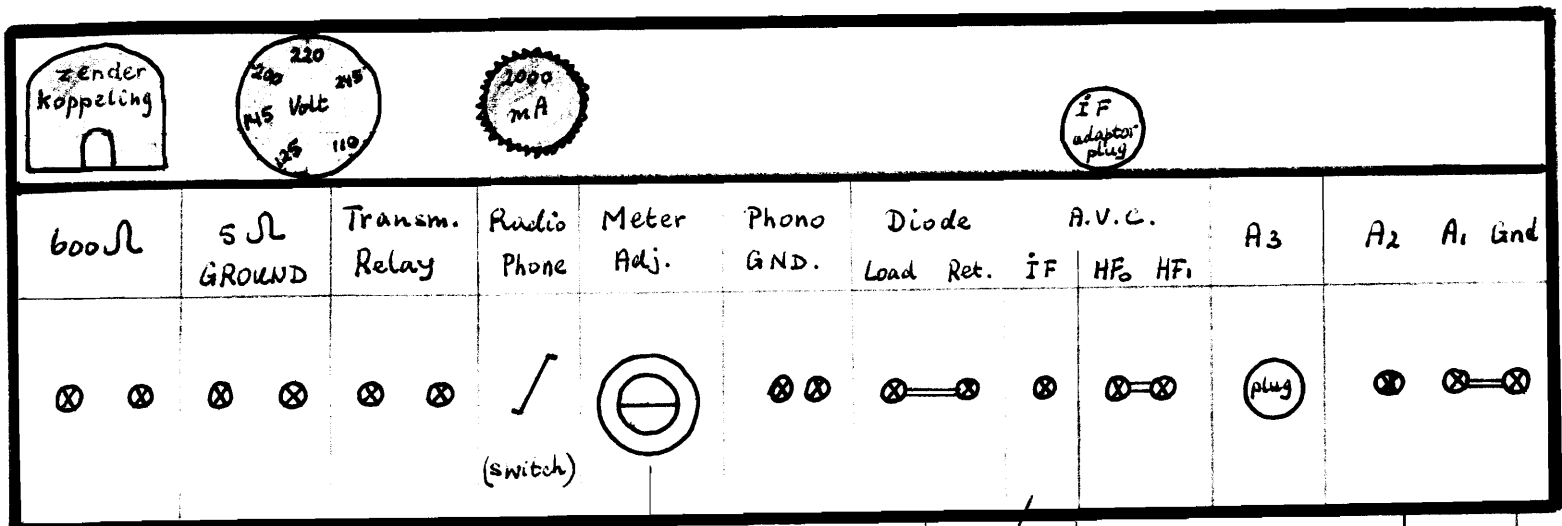 zender
koppeling
220
200
245
Volt
145
125
110
2000
mA
IF
adaptor
plug
600 Ω
5 Ω
GROUND
Transm.
Relay
Radio
Phone
Meter
Adj.
Phono
GND.
Diode
Load Ret.
A.V.C.
IF HF₀ HF₁
A3
A2 A₁ Gnd
(switch)
plug